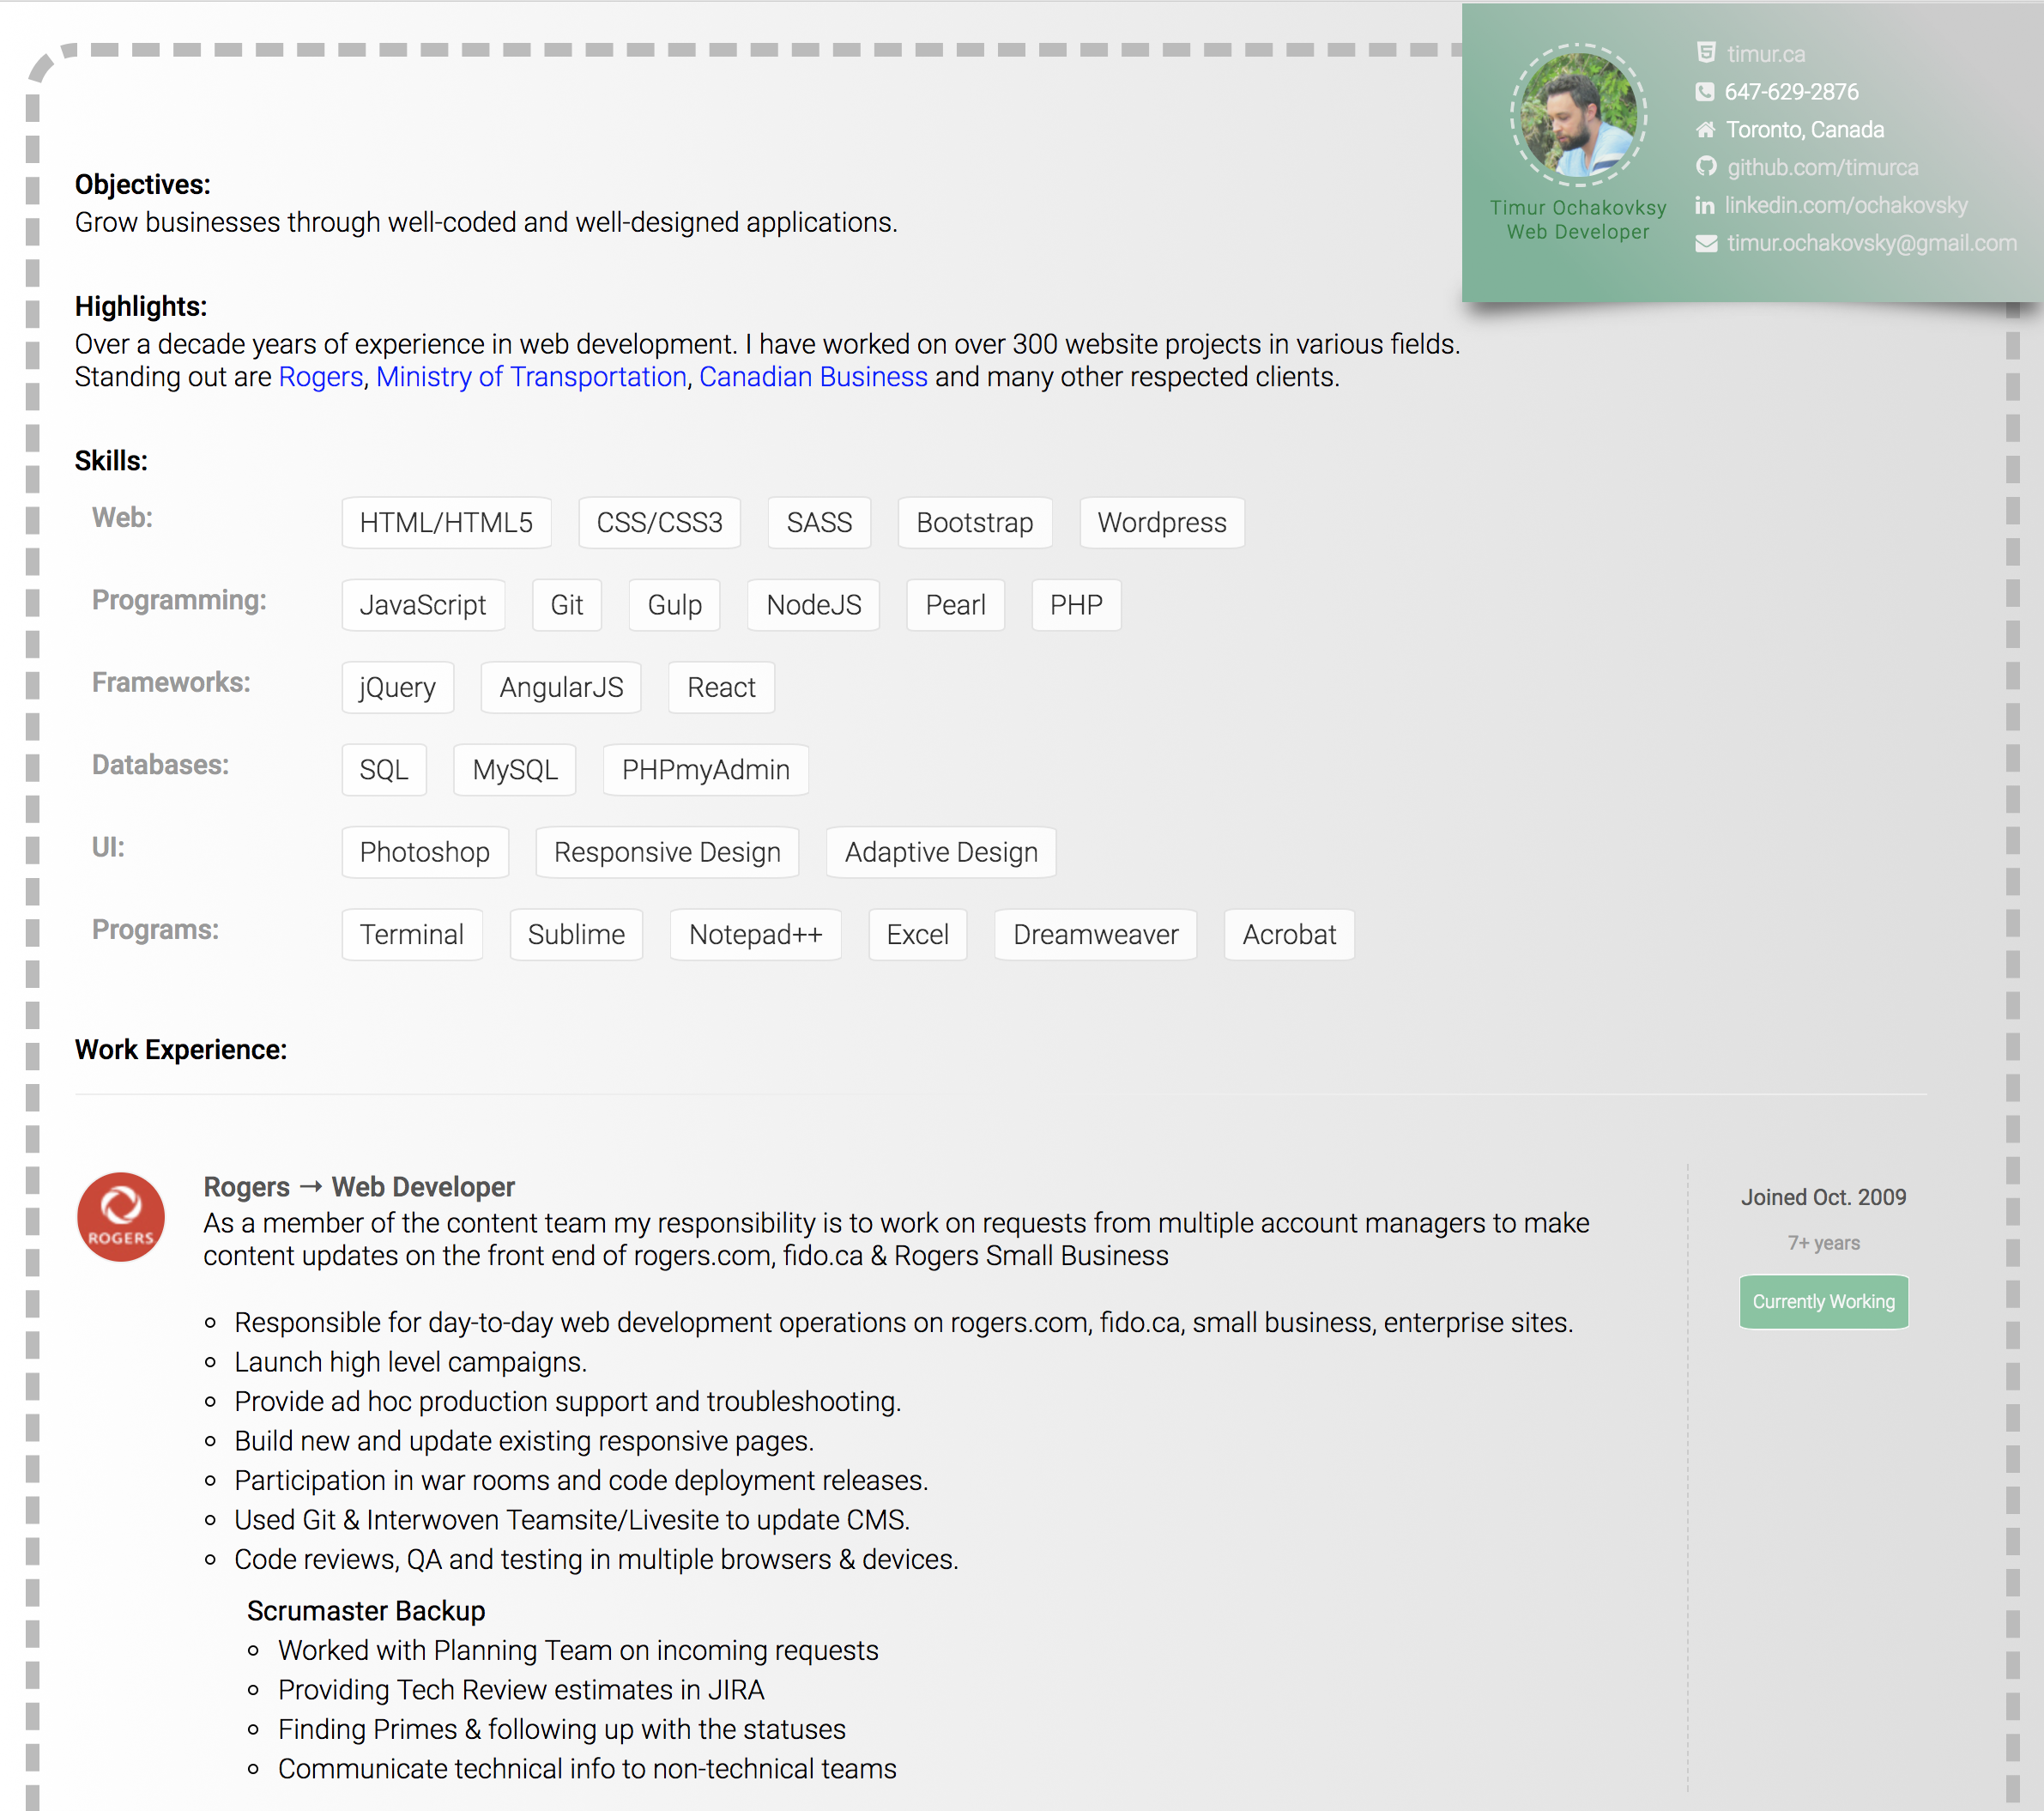 timur.ca
647-629-2876
Toronto, Canada
github.com/timurca
linkedin.com/ochakovsky
timur.ochakovsky@gmail.com
Timur Ochakovksy
Web Developer
Objectives:
Grow businesses through well-coded and well-designed applications.
Highlights:
Over a decade years of experience in web development. I have worked on over 300 website projects in various fields.
Standing out are Rogers, Ministry of Transportation, Canadian Business and many other respected clients.
Skills:
Web: HTML/HTML5 CSS/CSS3 SASS Bootstrap Wordpress
Programming: JavaScript Git Gulp NodeJS Pearl PHP
Frameworks: jQuery AngularJS React
Databases: SQL MySQL PHPmyAdmin
UI: Photoshop Responsive Design Adaptive Design
Programs: Terminal Sublime Notepad++ Excel Dreamweaver Acrobat
Work Experience:
ROGERS
Rogers → Web Developer
As a member of the content team my responsibility is to work on requests from multiple account managers to make
content updates on the front end of rogers.com, fido.ca & Rogers Small Business
Responsible for day-to-day web development operations on rogers.com, fido.ca, small business, enterprise sites.
Launch high level campaigns.
Provide ad hoc production support and troubleshooting.
Build new and update existing responsive pages.
Participation in war rooms and code deployment releases.
Used Git & Interwoven Teamsite/Livesite to update CMS.
Code reviews, QA and testing in multiple browsers & devices.
Scrumaster Backup
Worked with Planning Team on incoming requests
Providing Tech Review estimates in JIRA
Finding Primes & following up with the statuses
Communicate technical info to non-technical teams
Joined Oct. 2009
7+ years
Currently Working